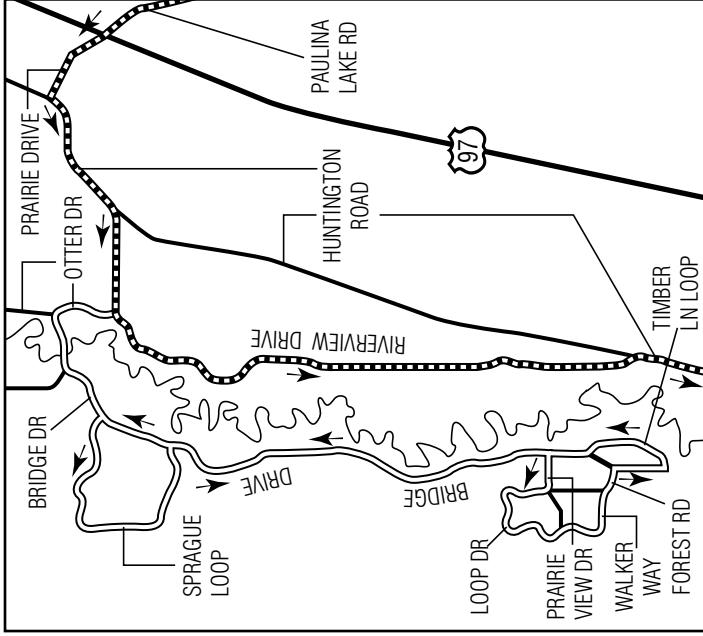 PAULINA
LAKE RD
PRAIRIE DRIVE
OTTER DR
97
HUNTINGTON
ROAD
RIVERVIEW DRIVE
TIMBER
LN LOOP
BRIDGE DR
BRIDGE
DRIVE
SPRAGUE
LOOP
LOOP DR
PRAIRIE
VIEW DR
WALKER
WAY
FOREST RD